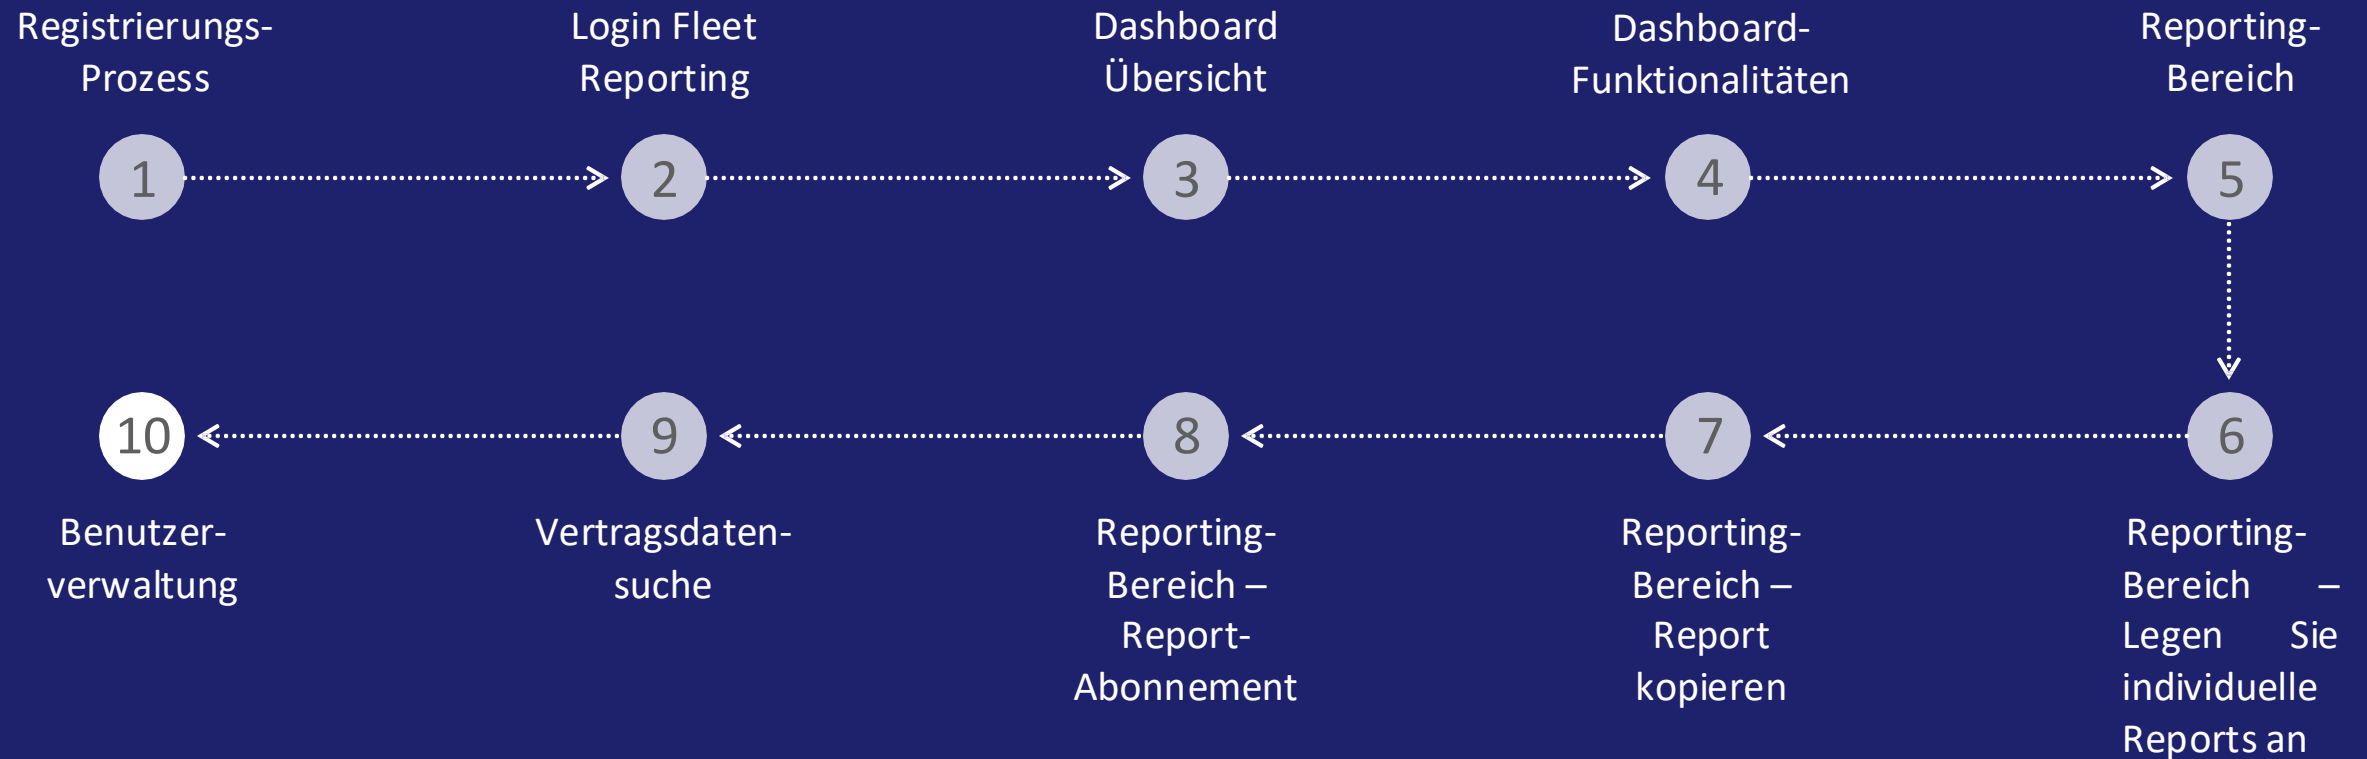 Registrierungs-
Prozess
1
Login Fleet
Reporting
2
Dashboard
Übersicht
3
Dashboard-
Funktionalitäten
4
Reporting-
Bereich
5
6
Reporting-
Bereich –
Legen Sie
individuelle
Reports an
7
Reporting-
Bereich –
Report
kopieren
8
Reporting-
Bereich –
Report-
Abonnement
9
Vertragsdaten-
suche
10
Benutzer-
verwaltung